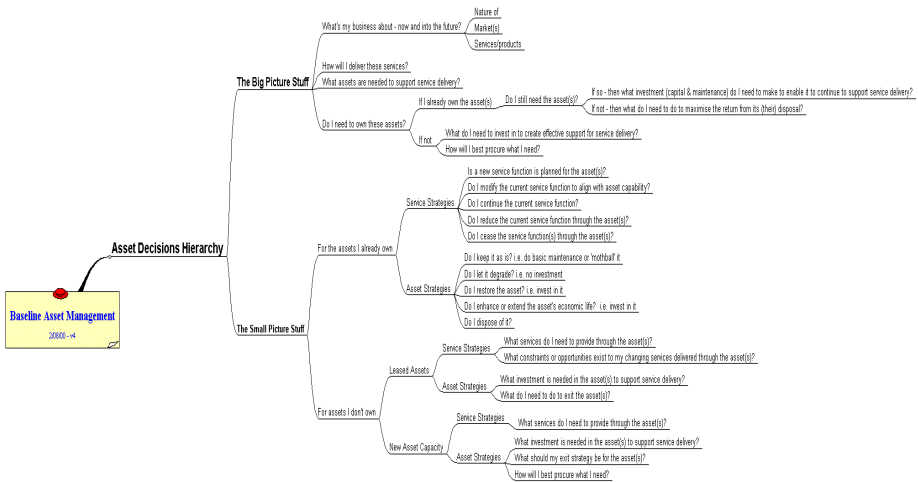 Baseline Asset Management
2/08/00 - v4
Asset Decisions Hierarchy
The Big Picture Stuff
What's my business about - now and into the future?
Nature of
Market(s)
Services/products
How will I deliver these services?
What assets are needed to support service delivery?
Do I need to own these assets?
If I already own the asset(s)
Do I still need the asset(s)?
If so - then what investment (capital & maintenance) do I need to make to enable it to continue to support service delivery?
If not - then what do I need to do to maximise the return from its (their) disposal?
If not
What do I need to invest in to create effective support for service delivery?
How will I best procure what I need?
The Small Picture Stuff
For the assets I already own
Service Strategies
Is a new service function is planned for the asset(s)?
Do I modify the current service function to align with asset capability?
Do I continue the current service function?
Do I reduce the current service function through the asset(s)?
Do I cease the service function(s) through the asset(s)?
Asset Strategies
Do I keep it as is? i.e. do basic maintenance or 'mothball' it
Do I let it degrade? i.e. no investment
Do I restore the asset? i.e. invest in it
Do I enhance or extend the asset's economic life? i.e. invest in it
Do I dispose of it?
For assets I don't own
Leased Assets
Service Strategies
What services do I need to provide through the asset(s)?
What constraints or opportunities exist to my changing services delivered through the asset(s)?
Asset Strategies
What investment is needed in the asset(s) to support service delivery?
What do I need to do to exit the asset(s)?
New Asset Capacity
Service Strategies
What services do I need to provide through the asset(s)?
Asset Strategies
What investment is needed in the asset(s) to support service delivery?
What should my exit strategy be for the asset(s)?
How will I best procure what I need?